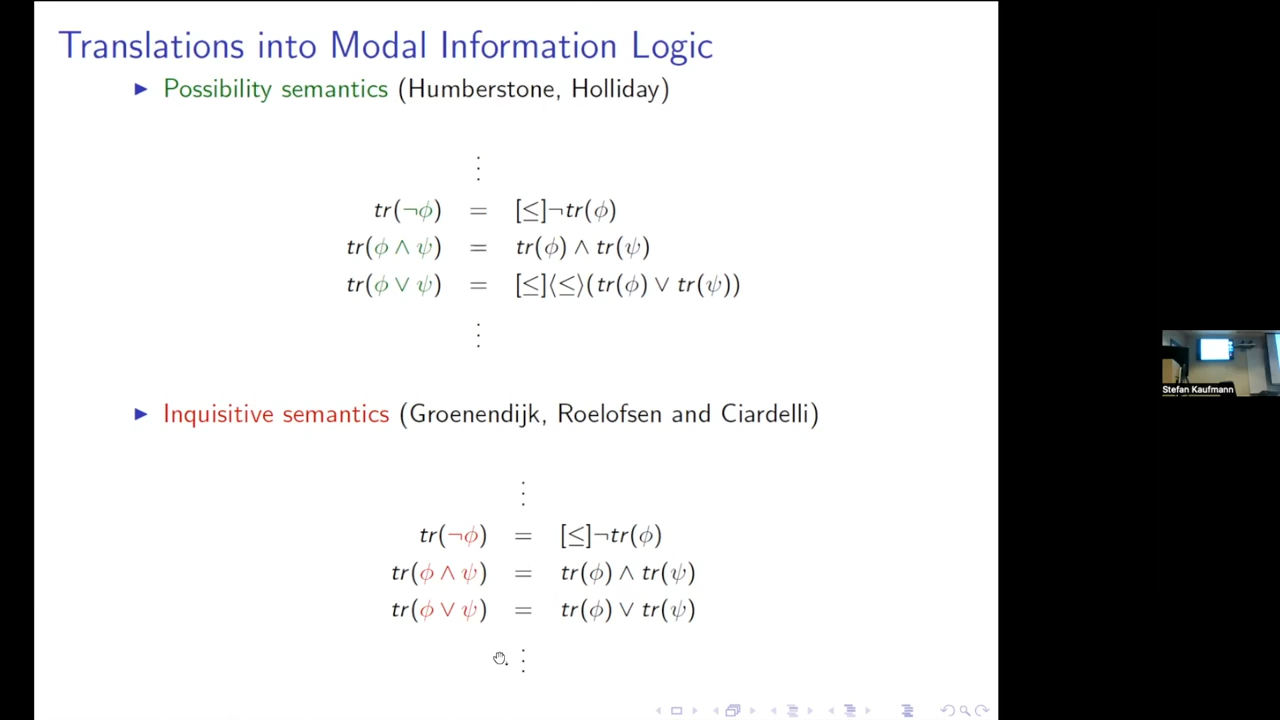 Translations into Modal Information Logic
▶ Possibility semantics (Humberstone, Holliday)
⋮
tr(¬ϕ) = [≤]¬tr(ϕ)
tr(ϕ ∧ ψ) = tr(ϕ) ∧ tr(ψ)
tr(ϕ ∨ ψ) = [≤]⟨≤⟩(tr(ϕ) ∨ tr(ψ))
⋮
▶ Inquisitive semantics (Groenendijk, Roelofsen and Ciardelli)
⋮
tr(¬ϕ) = [≤]¬tr(ϕ)
tr(ϕ ∧ ψ) = tr(ϕ) ∧ tr(ψ)
tr(ϕ ∨ ψ) = tr(ϕ) ∨ tr(ψ)
⋮
Stefan Kaufmann